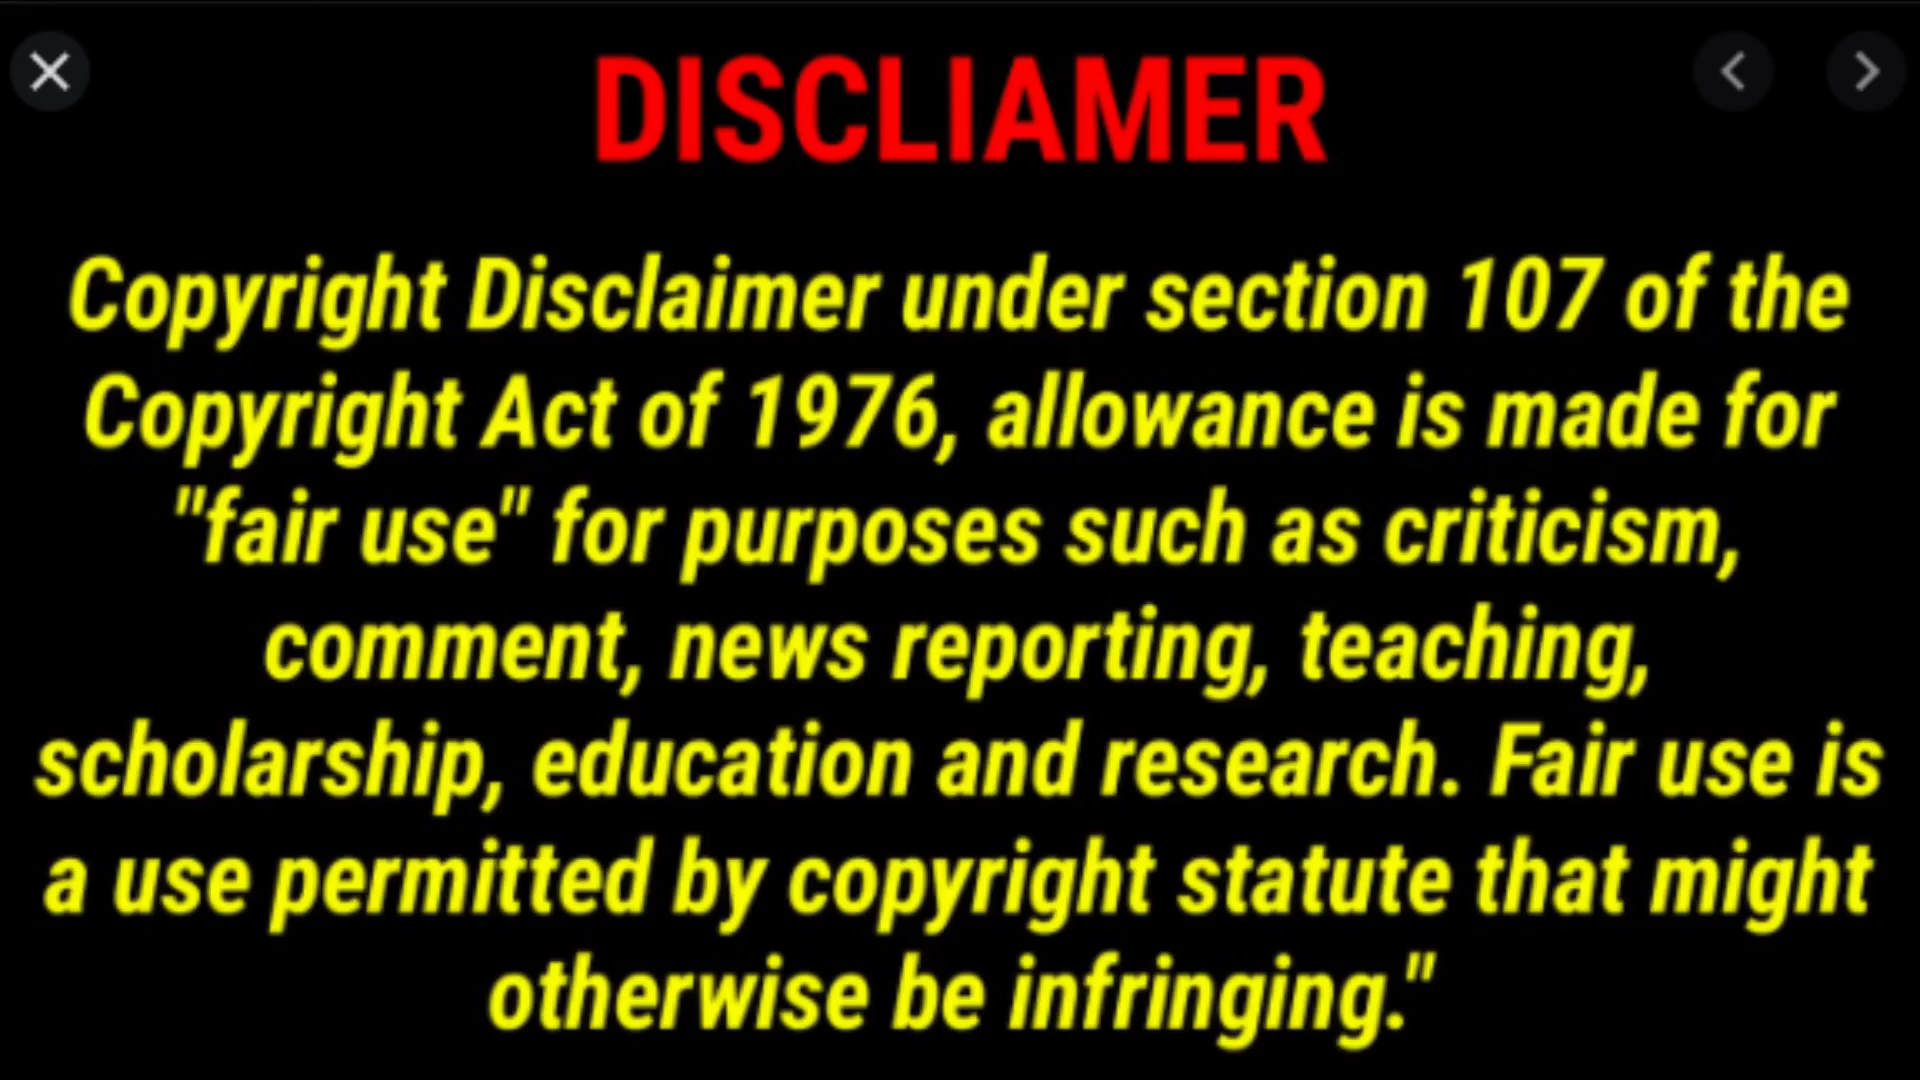 DISCLIAMER
Copyright Disclaimer under section 107 of the
Copyright Act of 1976, allowance is made for
"fair use" for purposes such as criticism,
comment, news reporting, teaching,
scholarship, education and research. Fair use is
a use permitted by copyright statute that might
otherwise be infringing."